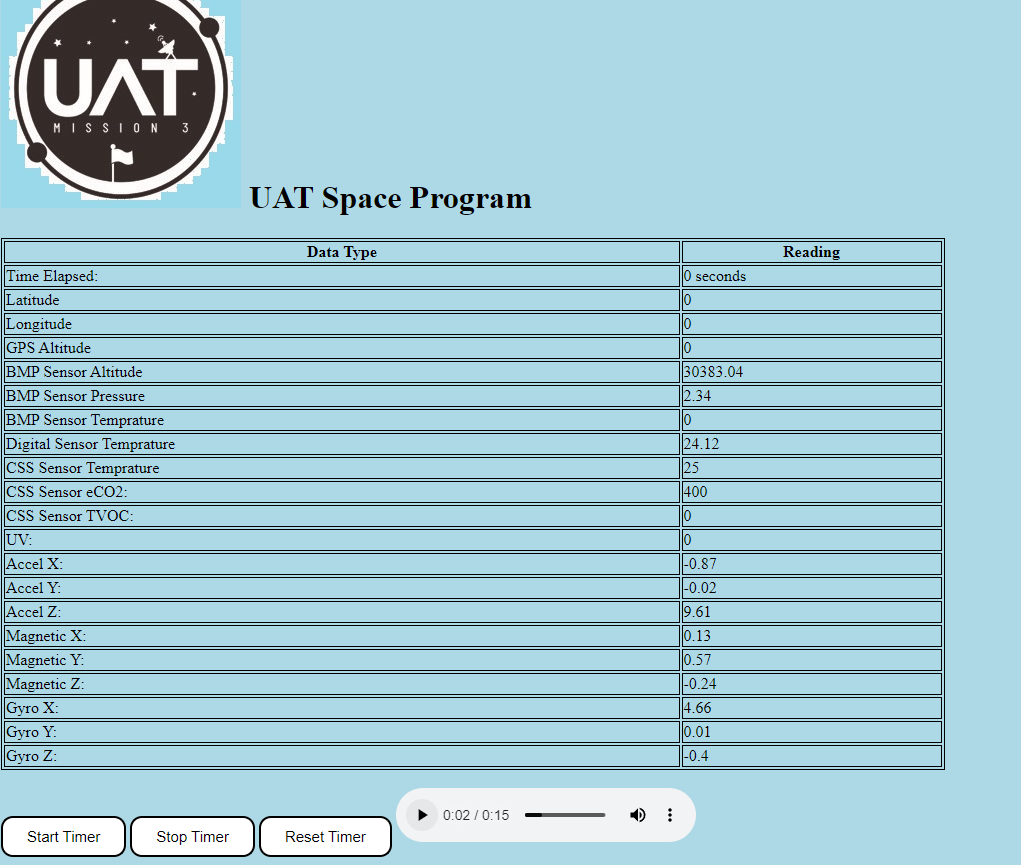 UAT
MISSION 3
UAT Space Program
Data Type Reading
Time Elapsed: 0 seconds
Latitude 0
Longitude 0
GPS Altitude 0
BMP Sensor Altitude 30383.04
BMP Sensor Pressure 2.34
BMP Sensor Temprature 0
Digital Sensor Temprature 24.12
CSS Sensor Temprature 25
CSS Sensor eCO2: 400
CSS Sensor TVOC: 0
UV: 0
Accel X: -0.87
Accel Y: -0.02
Accel Z: 9.61
Magnetic X: 0.13
Magnetic Y: 0.57
Magnetic Z: -0.24
Gyro X: 4.66
Gyro Y: 0.01
Gyro Z: -0.4
Start Timer Stop Timer Reset Timer 0:02 / 0:15